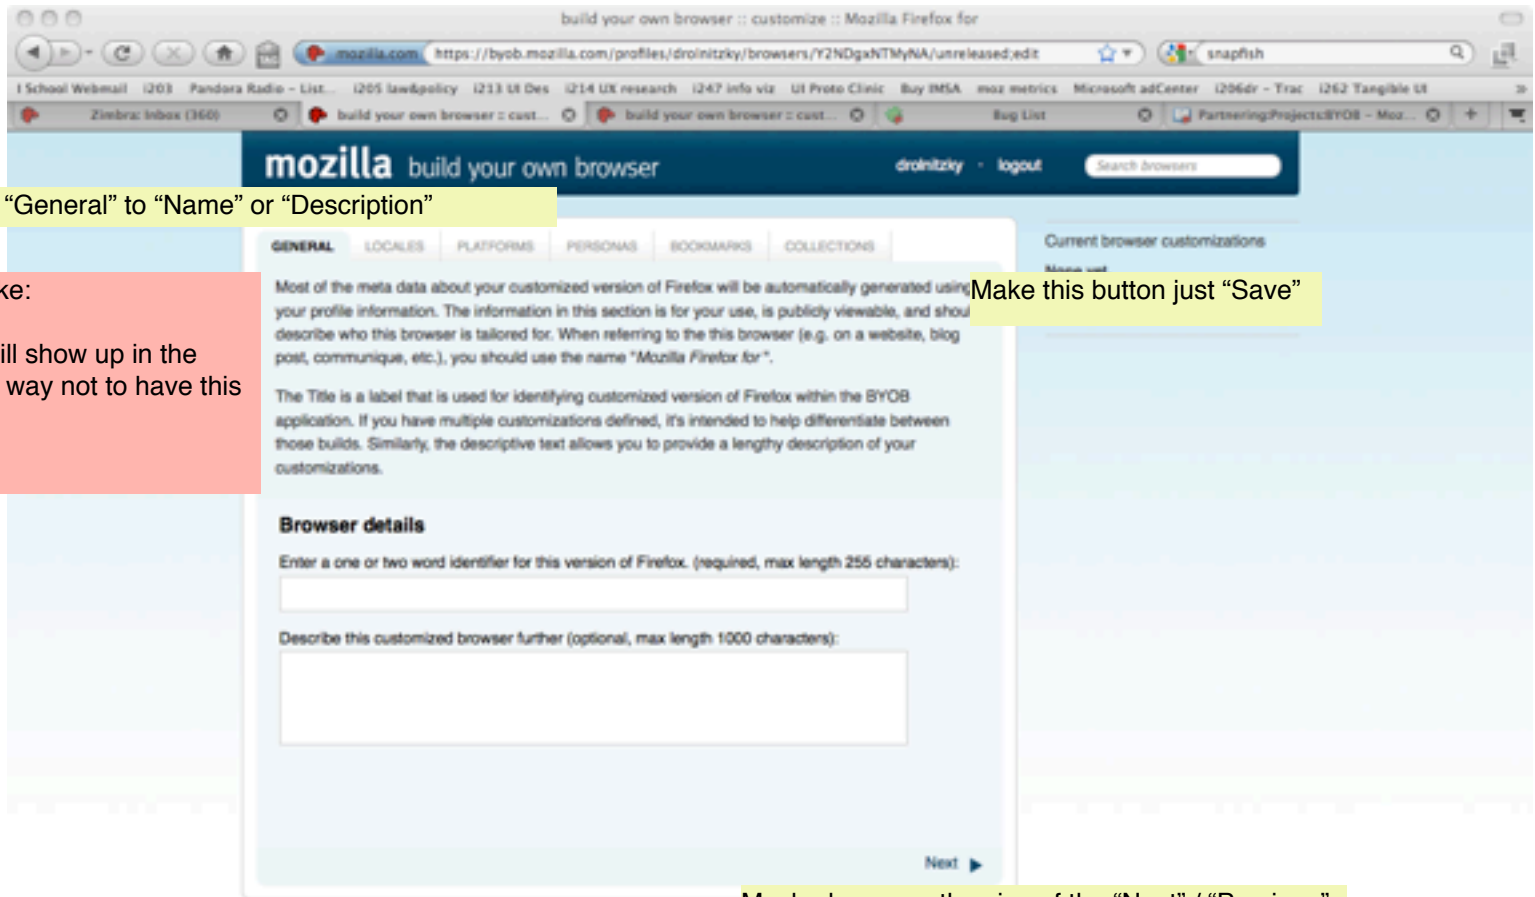 build your own browser :: customize :: Mozilla Firefox for
mozilla.com https://byob.mozilla.com/profiles/drolnitzky/browsers/Y2NDgxNTMyNA/unreleased;edit snapfish
I School Webmail i203 Pandora Radio - List... i205 law&policy i213 UI Des i214 UX research i247 info viz UI Proto Clinic Buy IMSA moz metrics Microsoft adCenter i206dr - Trac i262 Tangible UI
Zimbra: Inbox (360) build your own browser :: cust... build your own browser :: cust... Bug List Partnering:Projects:BYOB - Moz...
mozilla build your own browser drolnitzky · logout Search browsers
"General" to "Name" or "Description"
GENERAL LOCALES PLATFORMS PERSONAS BOOKMARKS COLLECTIONS
Current browser customizations
None yet
Make this button just "Save"
ke:
ill show up in the
way not to have this
Most of the meta data about your customized version of Firefox will be automatically generated using
your profile information. The information in this section is for your use, is publicly viewable, and shoul
describe who this browser is tailored for. When referring to the this browser (e.g. on a website, blog
post, communique, etc.), you should use the name "Mozilla Firefox for ".
The Title is a label that is used for identifying customized version of Firefox within the BYOB
application. If you have multiple customizations defined, it's intended to help differentiate between
those builds. Similarly, the descriptive text allows you to provide a lengthy description of your
customizations.
Browser details
Enter a one or two word identifier for this version of Firefox. (required, max length 255 characters):
Describe this customized browser further (optional, max length 1000 characters):
Next
the size of the "Next" / "Previous"